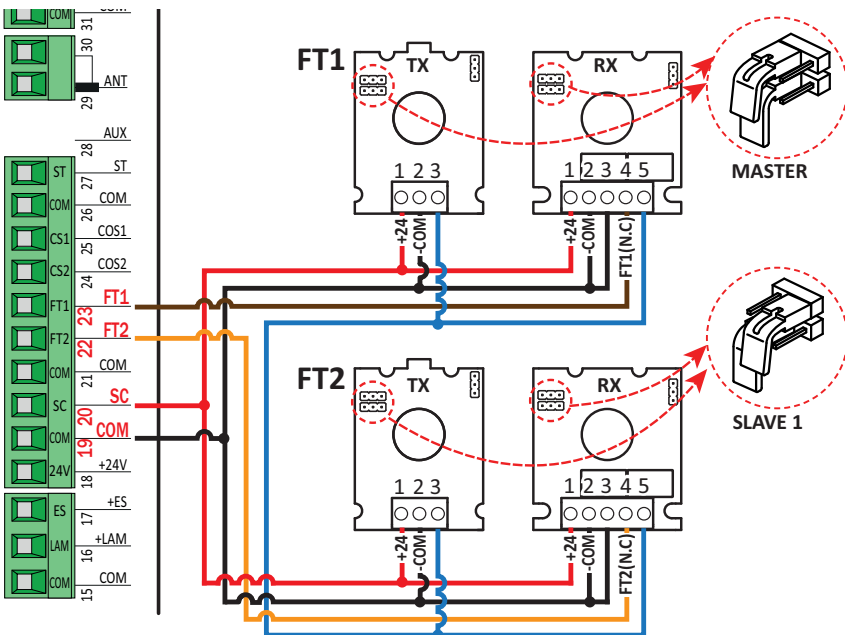 COM
31
30
ANT
29
AUX
28
ST ST
27
COM COM
26
CS1 COS1
25
CS2 COS2
24
FT1 FT1
23
FT2 FT2
22
COM COM
21
SC SC
20
COM COM
19
24V +24V
18
ES +ES
17
LAM +LAM
16
COM COM
15
FT1
TX
1 2 3
+24
-COM
RX
1 2 3 4 5
+24
-COM
FT1(N.C)
MASTER
FT2
TX
1 2 3
+24
-COM
RX
1 2 3 4 5
+24
-COM
FT2(N.C)
SLAVE 1